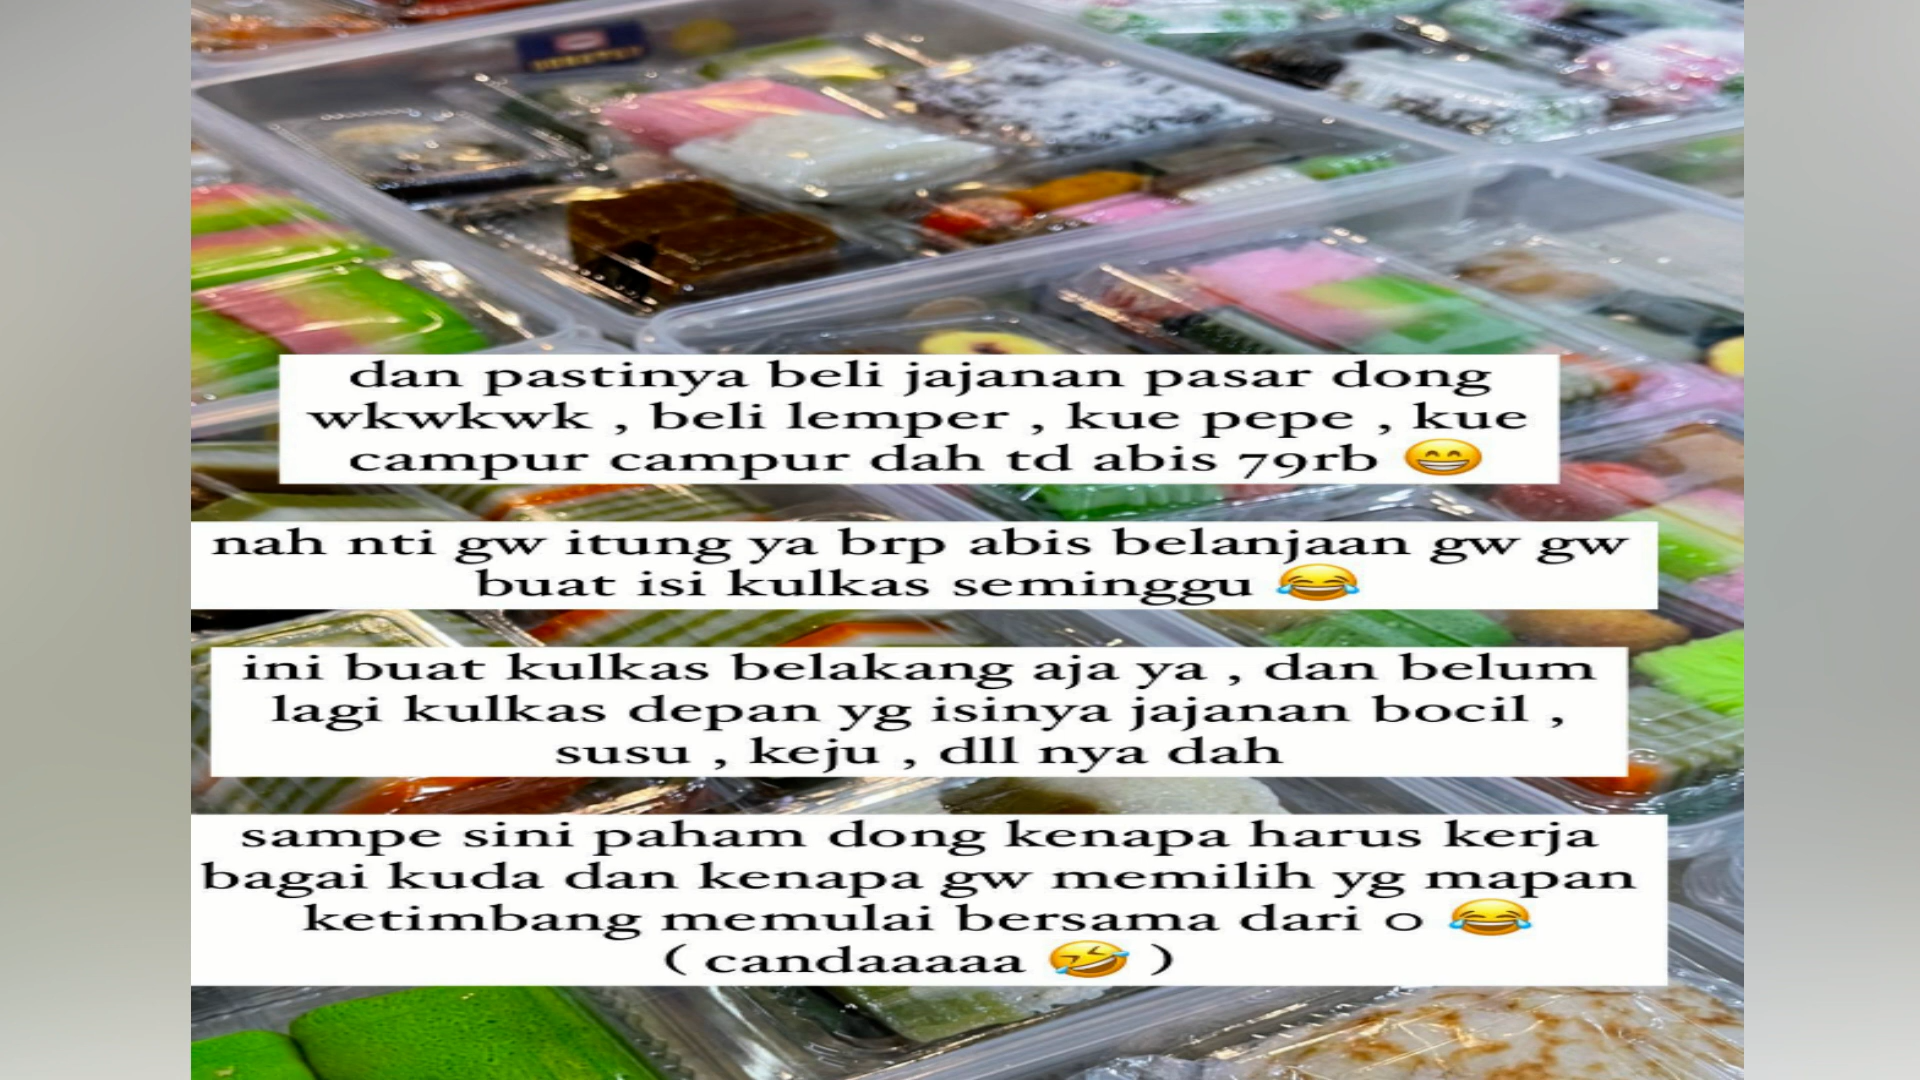 dan pastinya beli jajanan pasar dong
wkwkwk , beli lemper , kue pepe , kue
campur campur dah td abis 79rb 😁
nah nti gw itung ya brp abis belanjaan gw gw
buat isi kulkas seminggu 😂
ini buat kulkas belakang aja ya , dan belum
lagi kulkas depan yg isinya jajanan bocil ,
susu , keju , dll nya dah
sampe sini paham dong kenapa harus kerja
bagai kuda dan kenapa gw memilih yg mapan
ketimbang memulai bersama dari 0 😂
( candaaaaa 🤣 )